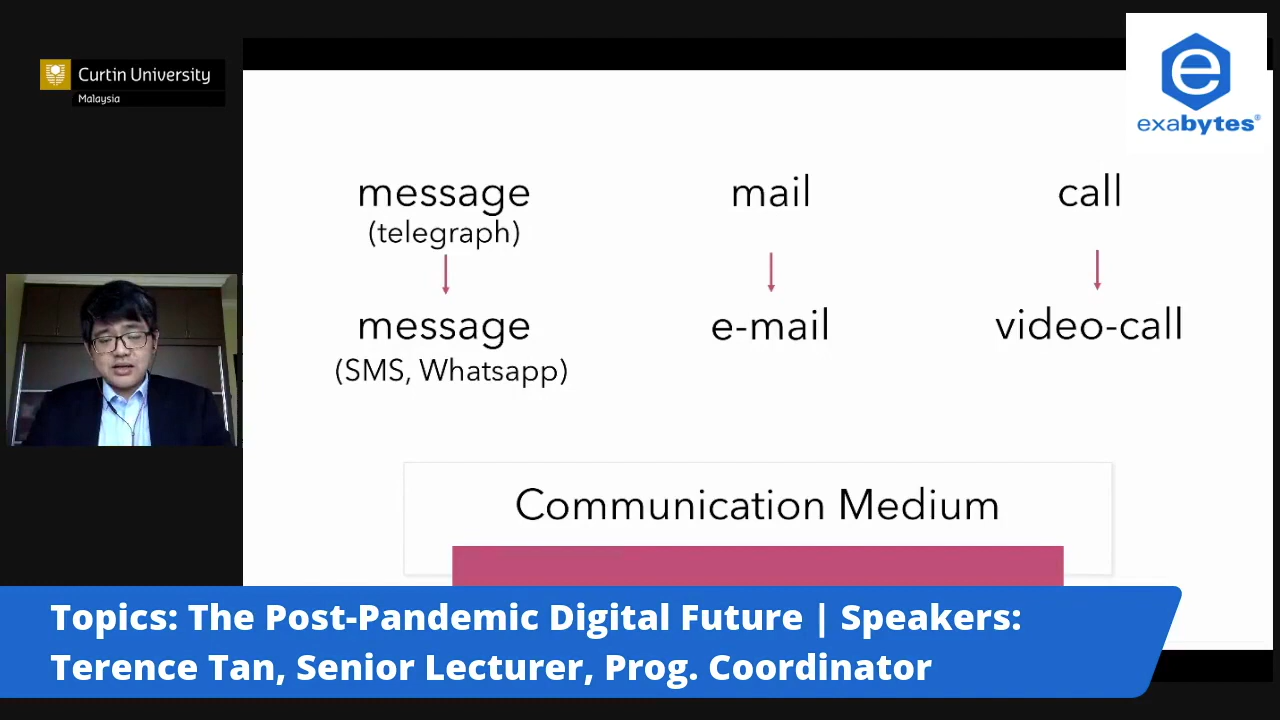 Curtin University
Malaysia
e
exabytes®
message
(telegraph)
mail
call
message
(SMS, Whatsapp)
e-mail
video-call
Communication Medium
Topics: The Post-Pandemic Digital Future | Speakers:
Terence Tan, Senior Lecturer, Prog. Coordinator